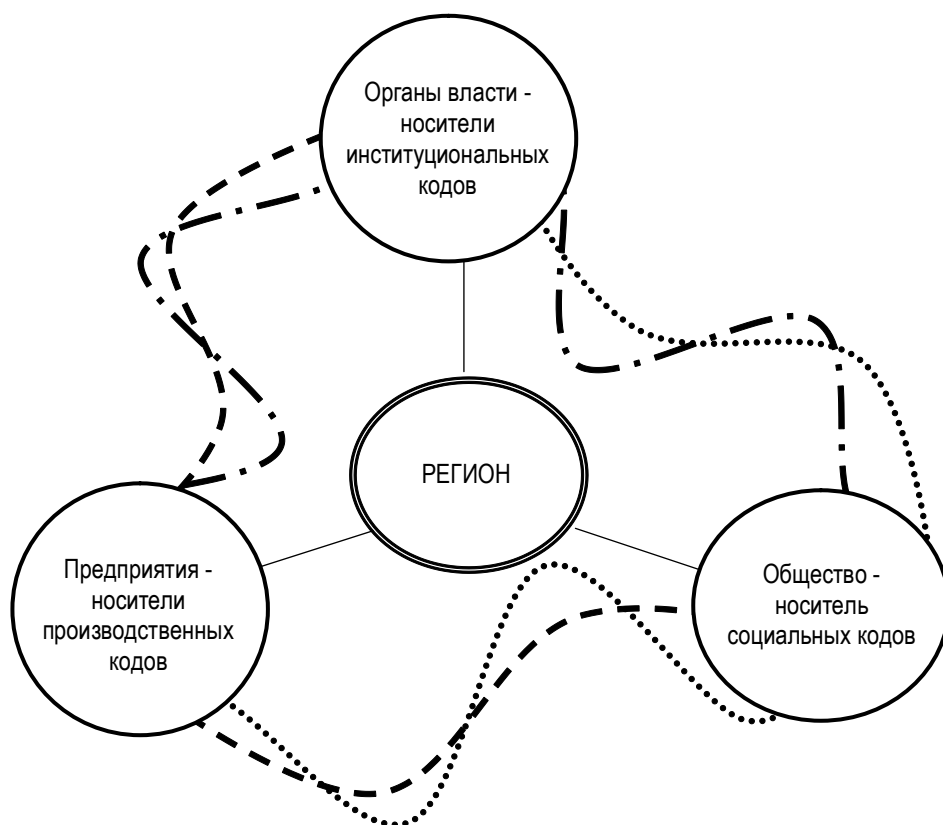 Органы власти -
носители
институциональных
кодов
РЕГИОН
Предприятия -
носители
производственных
кодов
Общество -
носитель
социальных кодов